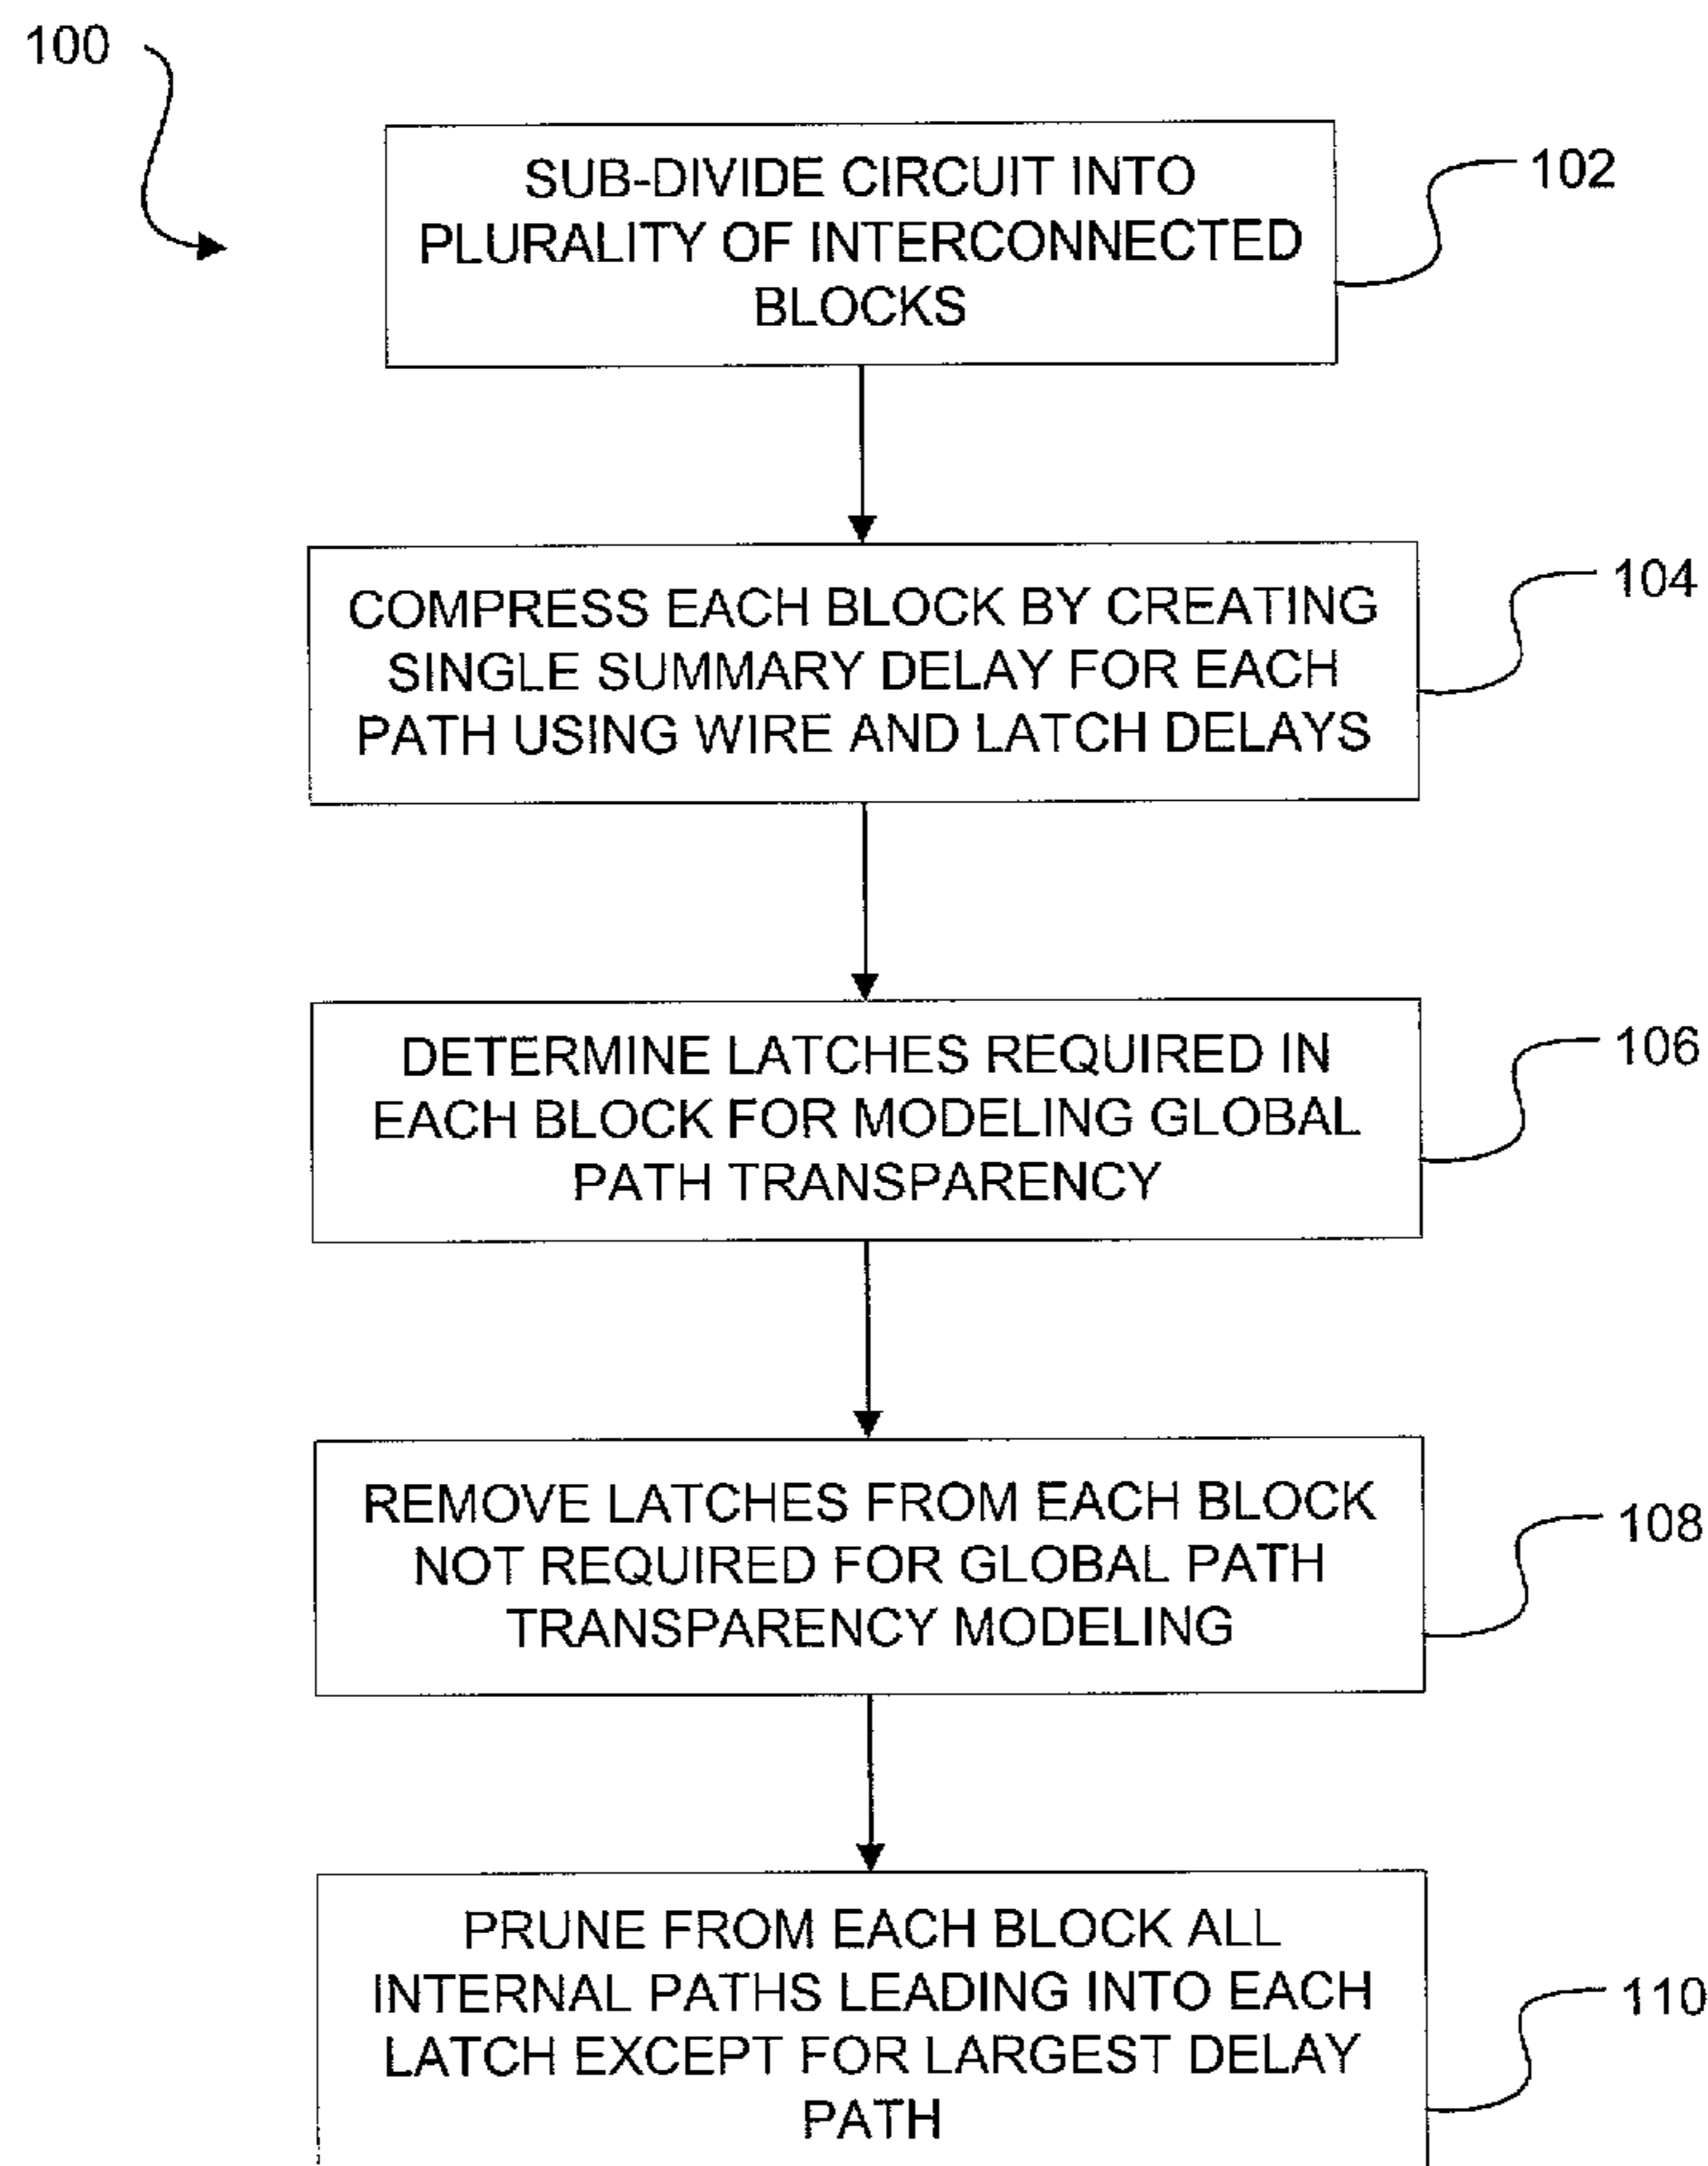 100
SUB-DIVIDE CIRCUIT INTO
PLURALITY OF INTERCONNECTED
BLOCKS
102
COMPRESS EACH BLOCK BY CREATING
SINGLE SUMMARY DELAY FOR EACH
PATH USING WIRE AND LATCH DELAYS
104
DETERMINE LATCHES REQUIRED IN
EACH BLOCK FOR MODELING GLOBAL
PATH TRANSPARENCY
106
REMOVE LATCHES FROM EACH BLOCK
NOT REQUIRED FOR GLOBAL PATH
TRANSPARENCY MODELING
108
PRUNE FROM EACH BLOCK ALL
INTERNAL PATHS LEADING INTO EACH
LATCH EXCEPT FOR LARGEST DELAY
PATH
110